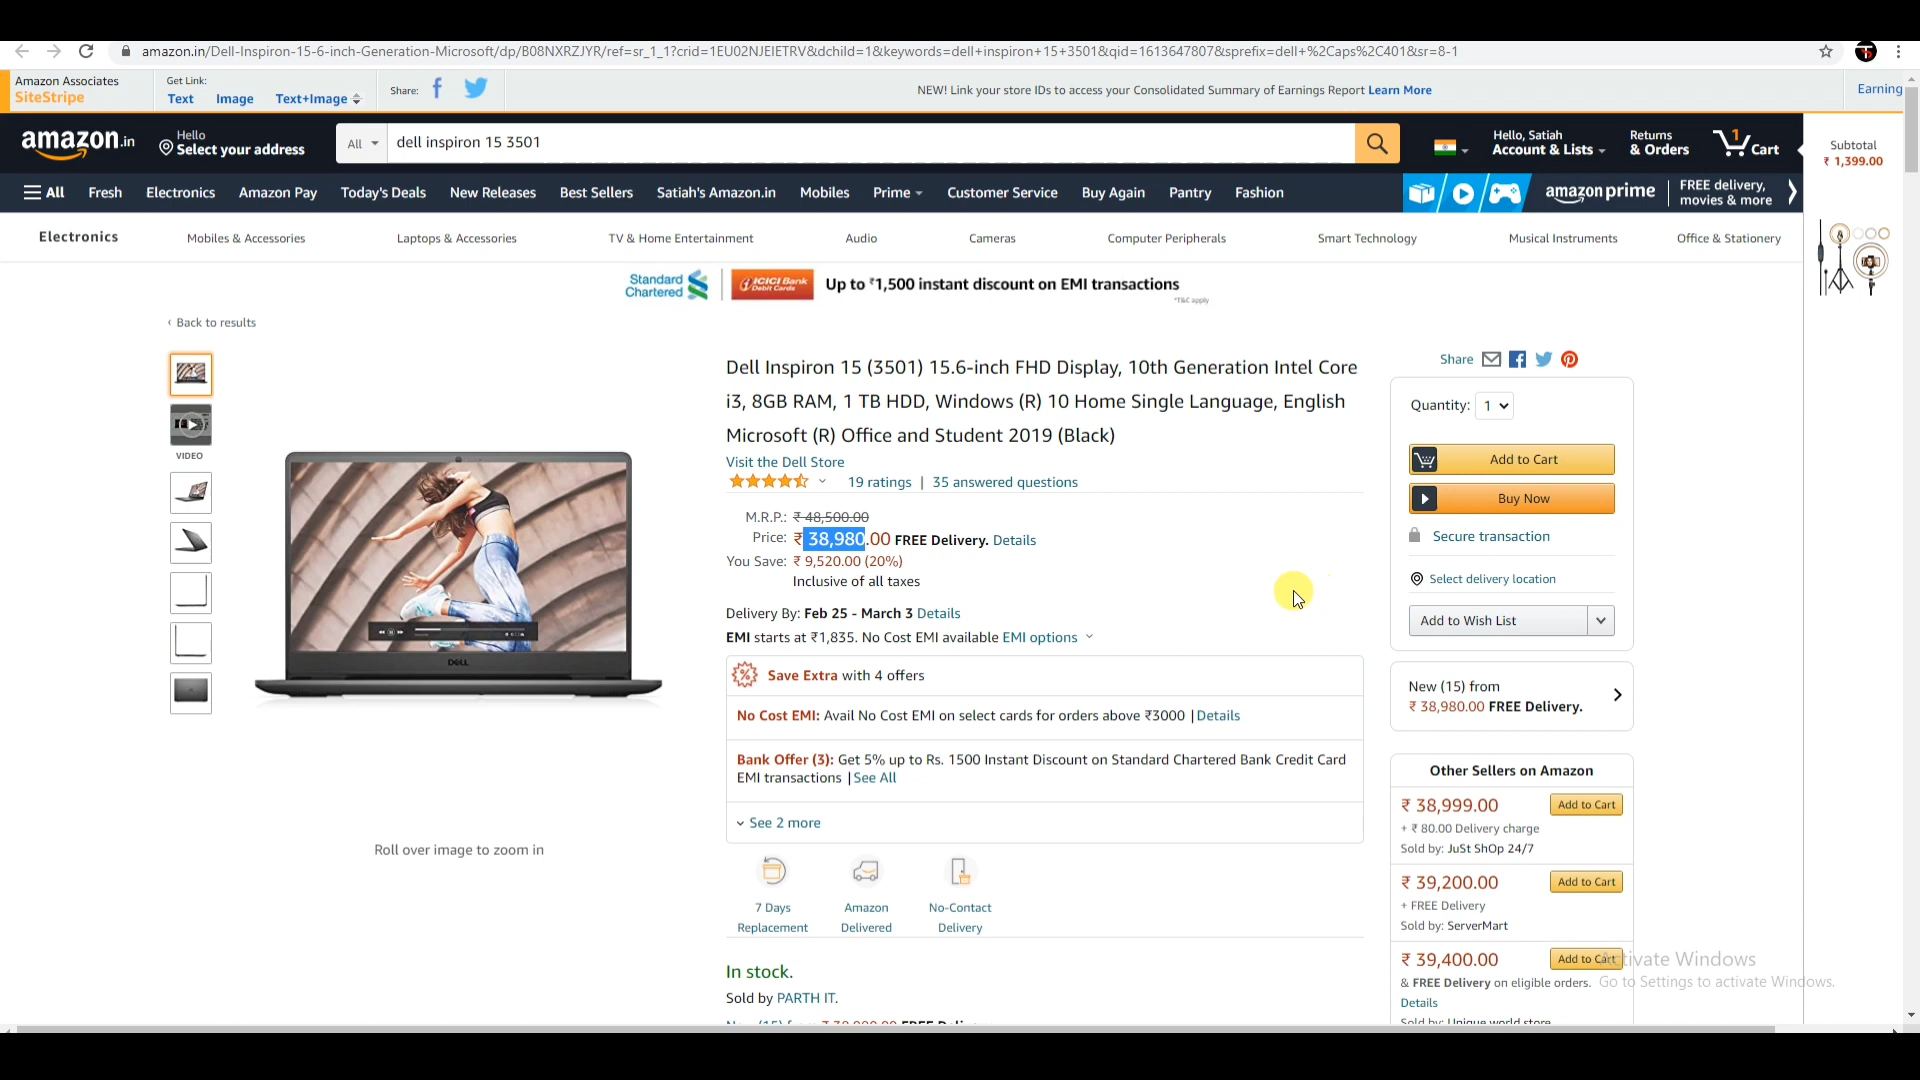 amazon.in/Dell-Inspiron-15-6-inch-Generation-Microsoft/dp/B08NXRZJYR/ref=sr_1_1?crid=1EU02NJEIETRV&dchild=1&keywords=dell+inspiron+15+3501&qid=1613647807&sprefix=dell+%2Caps%2C401&sr=8-1
Amazon Associates
SiteStripe
Get Link:
Text Image Text+Image
Share:
NEW! Link your store IDs to access your Consolidated Summary of Earnings Report Learn More
Earning
amazon.in
Hello
Select your address
All
dell inspiron 15 3501
Hello, Satiah
Account & Lists
Returns
& Orders
1
Cart
Subtotal
₹ 1,399.00
All Fresh Electronics Amazon Pay Today's Deals New Releases Best Sellers Satiah's Amazon.in Mobiles Prime Customer Service Buy Again Pantry Fashion
amazon prime
FREE delivery,
movies & more
Electronics Mobiles & Accessories Laptops & Accessories TV & Home Entertainment Audio Cameras Computer Peripherals Smart Technology Musical Instruments Office & Stationery
Standard
Chartered
ICICI Bank
Debit Cards
Up to ₹1,500 instant discount on EMI transactions
*T&C apply
‹ Back to results
VIDEO
DELL
Roll over image to zoom in
Dell Inspiron 15 (3501) 15.6-inch FHD Display, 10th Generation Intel Core
i3, 8GB RAM, 1 TB HDD, Windows (R) 10 Home Single Language, English
Microsoft (R) Office and Student 2019 (Black)
Visit the Dell Store
19 ratings | 35 answered questions
M.R.P.: ₹ 48,500.00
Price: ₹ 38,980.00 FREE Delivery. Details
You Save: ₹ 9,520.00 (20%)
Inclusive of all taxes
Delivery By: Feb 25 - March 3 Details
EMI starts at ₹1,835. No Cost EMI available EMI options
Save Extra with 4 offers
No Cost EMI: Avail No Cost EMI on select cards for orders above ₹3000 | Details
Bank Offer (3): Get 5% up to Rs. 1500 Instant Discount on Standard Chartered Bank Credit Card
EMI transactions | See All
See 2 more
7 Days
Replacement
Amazon
Delivered
No-Contact
Delivery
In stock.
Sold by PARTH IT.
Share
Quantity: 1
Add to Cart
Buy Now
Secure transaction
Select delivery location
Add to Wish List
New (15) from
₹ 38,980.00 FREE Delivery.
Other Sellers on Amazon
₹ 38,999.00 Add to Cart
+ ₹ 80.00 Delivery charge
Sold by: JuSt ShOp 24/7
₹ 39,200.00 Add to Cart
+ FREE Delivery
Sold by: ServerMart
₹ 39,400.00 Add to Cart
& FREE Delivery on eligible orders.
Details
Sold by: Unique world store
Activate Windows
Go to Settings to activate Windows.